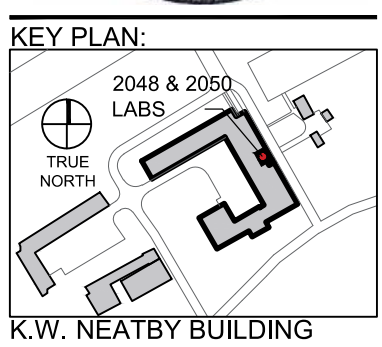 KEY PLAN:
2048 & 2050
LABS
TRUE
NORTH
K.W. NEATBY BUILDING